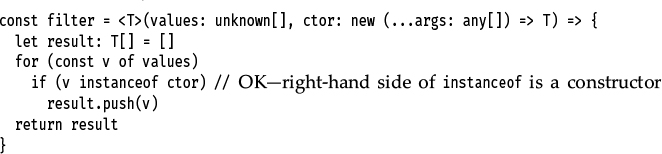 const filter = <T>(values: unknown[], ctor: new (...args: any[]) => T) => {
  let result: T[] = []
  for (const v of values)
    if (v instanceof ctor) // OK—right-hand side of instanceof is a constructor
      result.push(v)
  return result
}